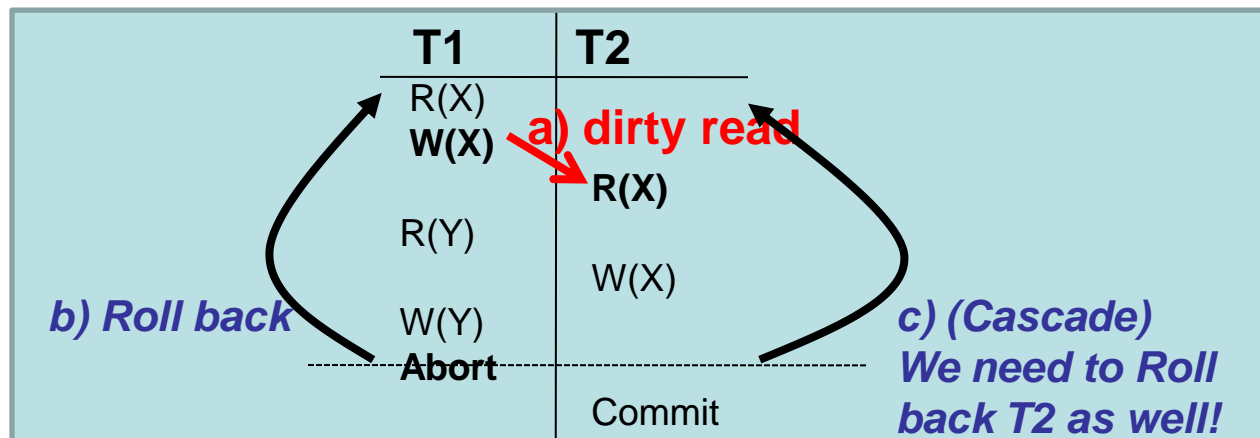 T1 T2
R(X)
a) dirty read
W(X)
R(X)
R(Y)
W(X)
b) Roll back
W(Y)
c) (Cascade)
We need to Roll
back T2 as well!
Abort
Commit